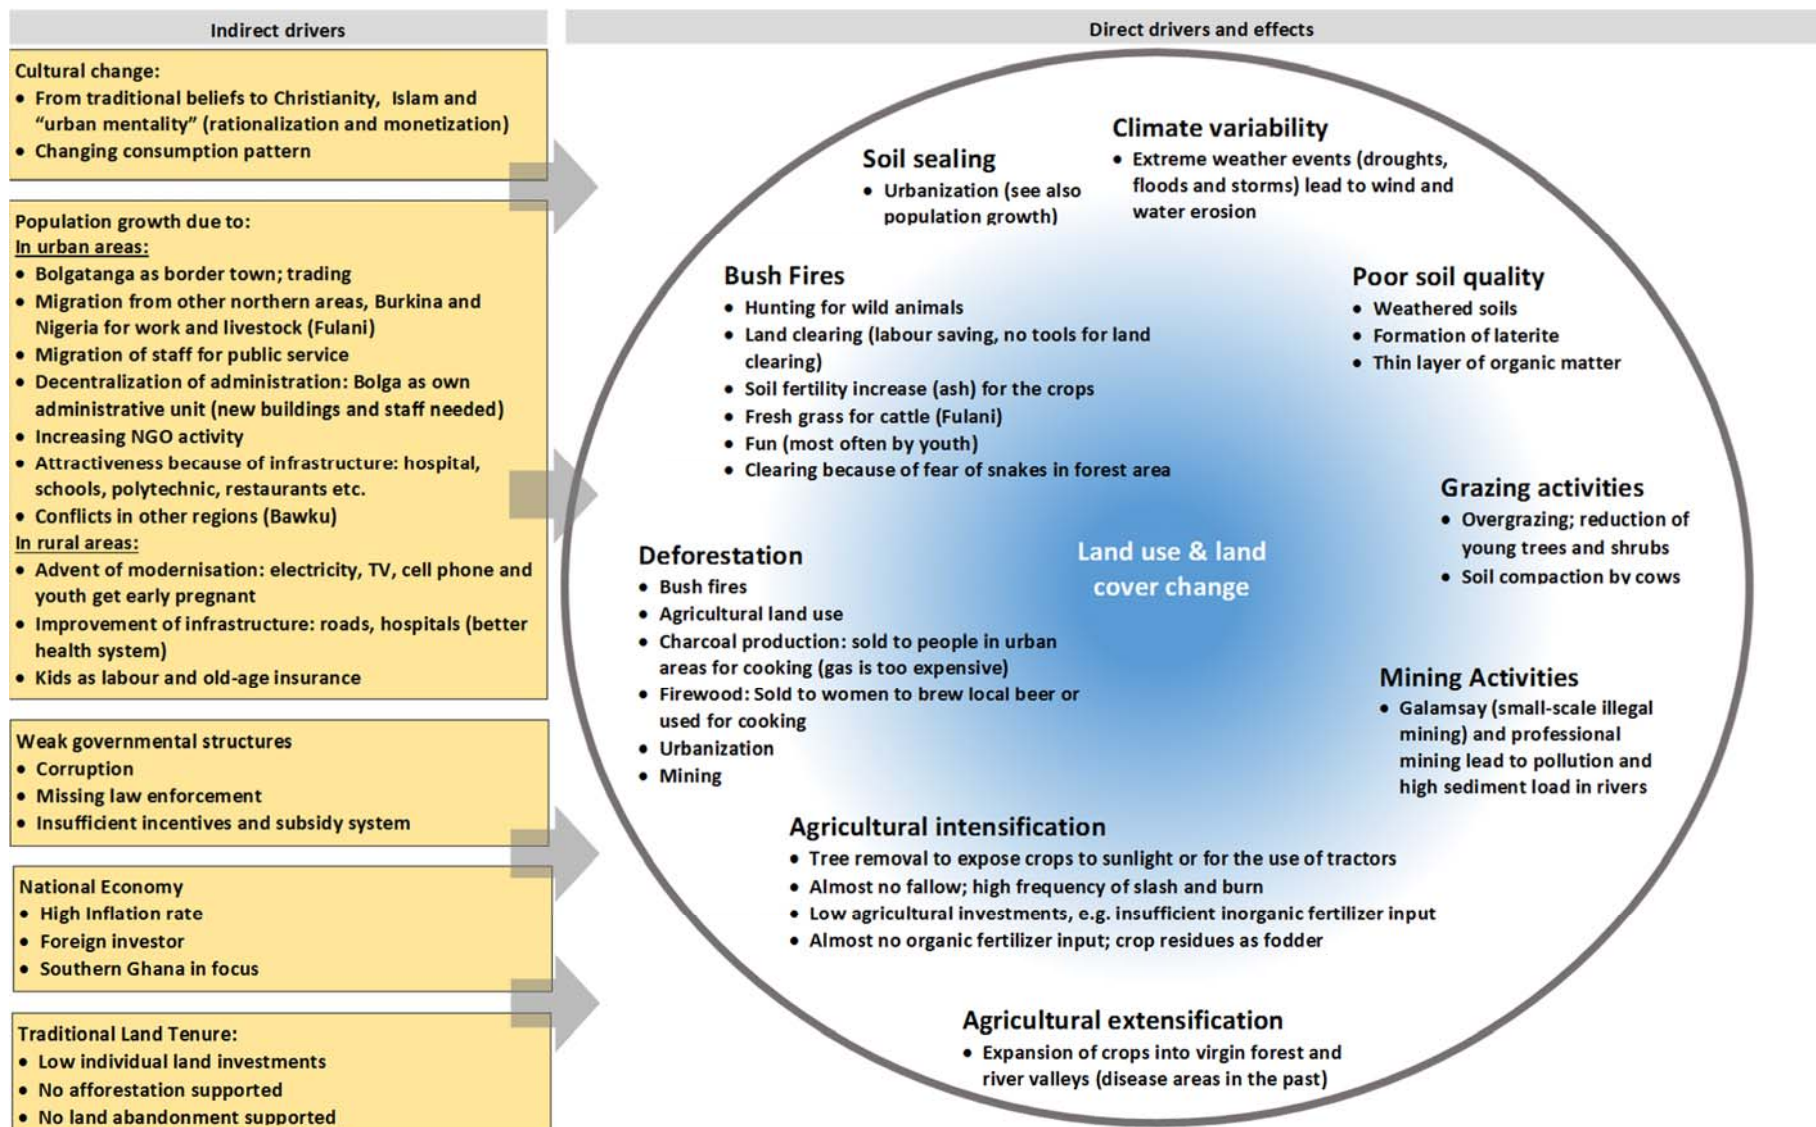 Indirect drivers
Cultural change:
• From traditional beliefs to Christianity, Islam and
“urban mentality” (rationalization and monetization)
• Changing consumption pattern
Population growth due to:
In urban areas:
• Bolgatanga as border town; trading
• Migration from other northern areas, Burkina and
Nigeria for work and livestock (Fulani)
• Migration of staff for public service
• Decentralization of administration: Bolga as own
administrative unit (new buildings and staff needed)
• Increasing NGO activity
• Attractiveness because of infrastructure: hospital,
schools, polytechnic, restaurants etc.
• Conflicts in other regions (Bawku)
In rural areas:
• Advent of modernisation: electricity, TV, cell phone and
youth get early pregnant
• Improvement of infrastructure: roads, hospitals (better
health system)
• Kids as labour and old-age insurance
Weak governmental structures
• Corruption
• Missing law enforcement
• Insufficient incentives and subsidy system
National Economy
• High Inflation rate
• Foreign investor
• Southern Ghana in focus
Traditional Land Tenure:
• Low individual land investments
• No afforestation supported
• No land abandonment supported
Direct drivers and effects
Climate variability
• Extreme weather events (droughts,
floods and storms) lead to wind and
water erosion
Soil sealing
• Urbanization (see also
population growth)
Bush Fires
• Hunting for wild animals
• Land clearing (labour saving, no tools for land
clearing)
• Soil fertility increase (ash) for the crops
• Fresh grass for cattle (Fulani)
• Fun (most often by youth)
• Clearing because of fear of snakes in forest area
Poor soil quality
• Weathered soils
• Formation of laterite
• Thin layer of organic matter
Grazing activities
• Overgrazing; reduction of
young trees and shrubs
• Soil compaction by cows
Land use & land
cover change
Deforestation
• Bush fires
• Agricultural land use
• Charcoal production: sold to people in urban
areas for cooking (gas is too expensive)
• Firewood: Sold to women to brew local beer or
used for cooking
• Urbanization
• Mining
Mining Activities
• Galamsay (small-scale illegal
mining) and professional
mining lead to pollution and
high sediment load in rivers
Agricultural intensification
• Tree removal to expose crops to sunlight or for the use of tractors
• Almost no fallow; high frequency of slash and burn
• Low agricultural investments, e.g. insufficient inorganic fertilizer input
• Almost no organic fertilizer input; crop residues as fodder
Agricultural extensification
• Expansion of crops into virgin forest and
river valleys (disease areas in the past)